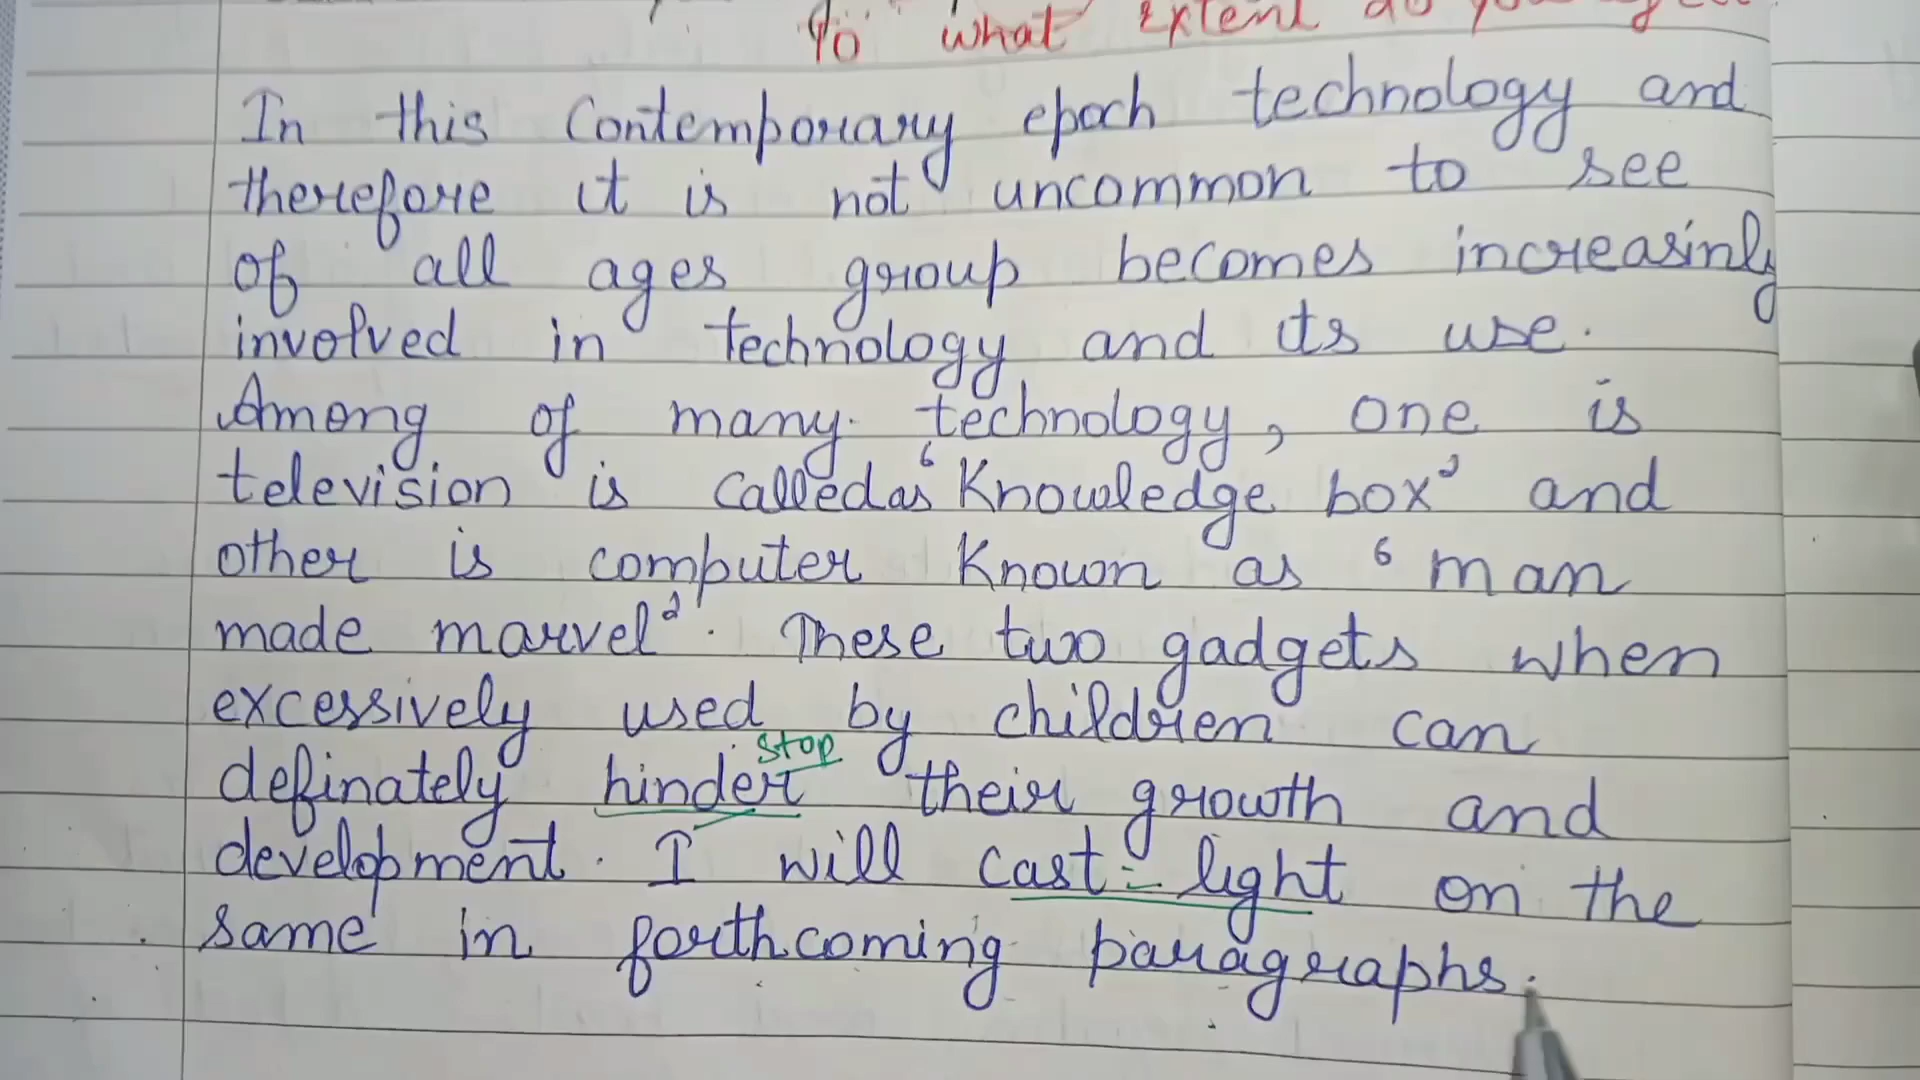 To what extent do you agree
In this Contemporary epoch technology and
therefore it is not uncommon to see
of all ages group becomes increasinly
involved in technology and its use.
Among of many technology, one is
television is called as 'Knowledge box' and
other is computer Known as 'man
made marvel'. These two gadgets when
excessively used by children can
stop
definately hinder their growth and
development. I will cast-light on the
same in forthcoming paragraphs.